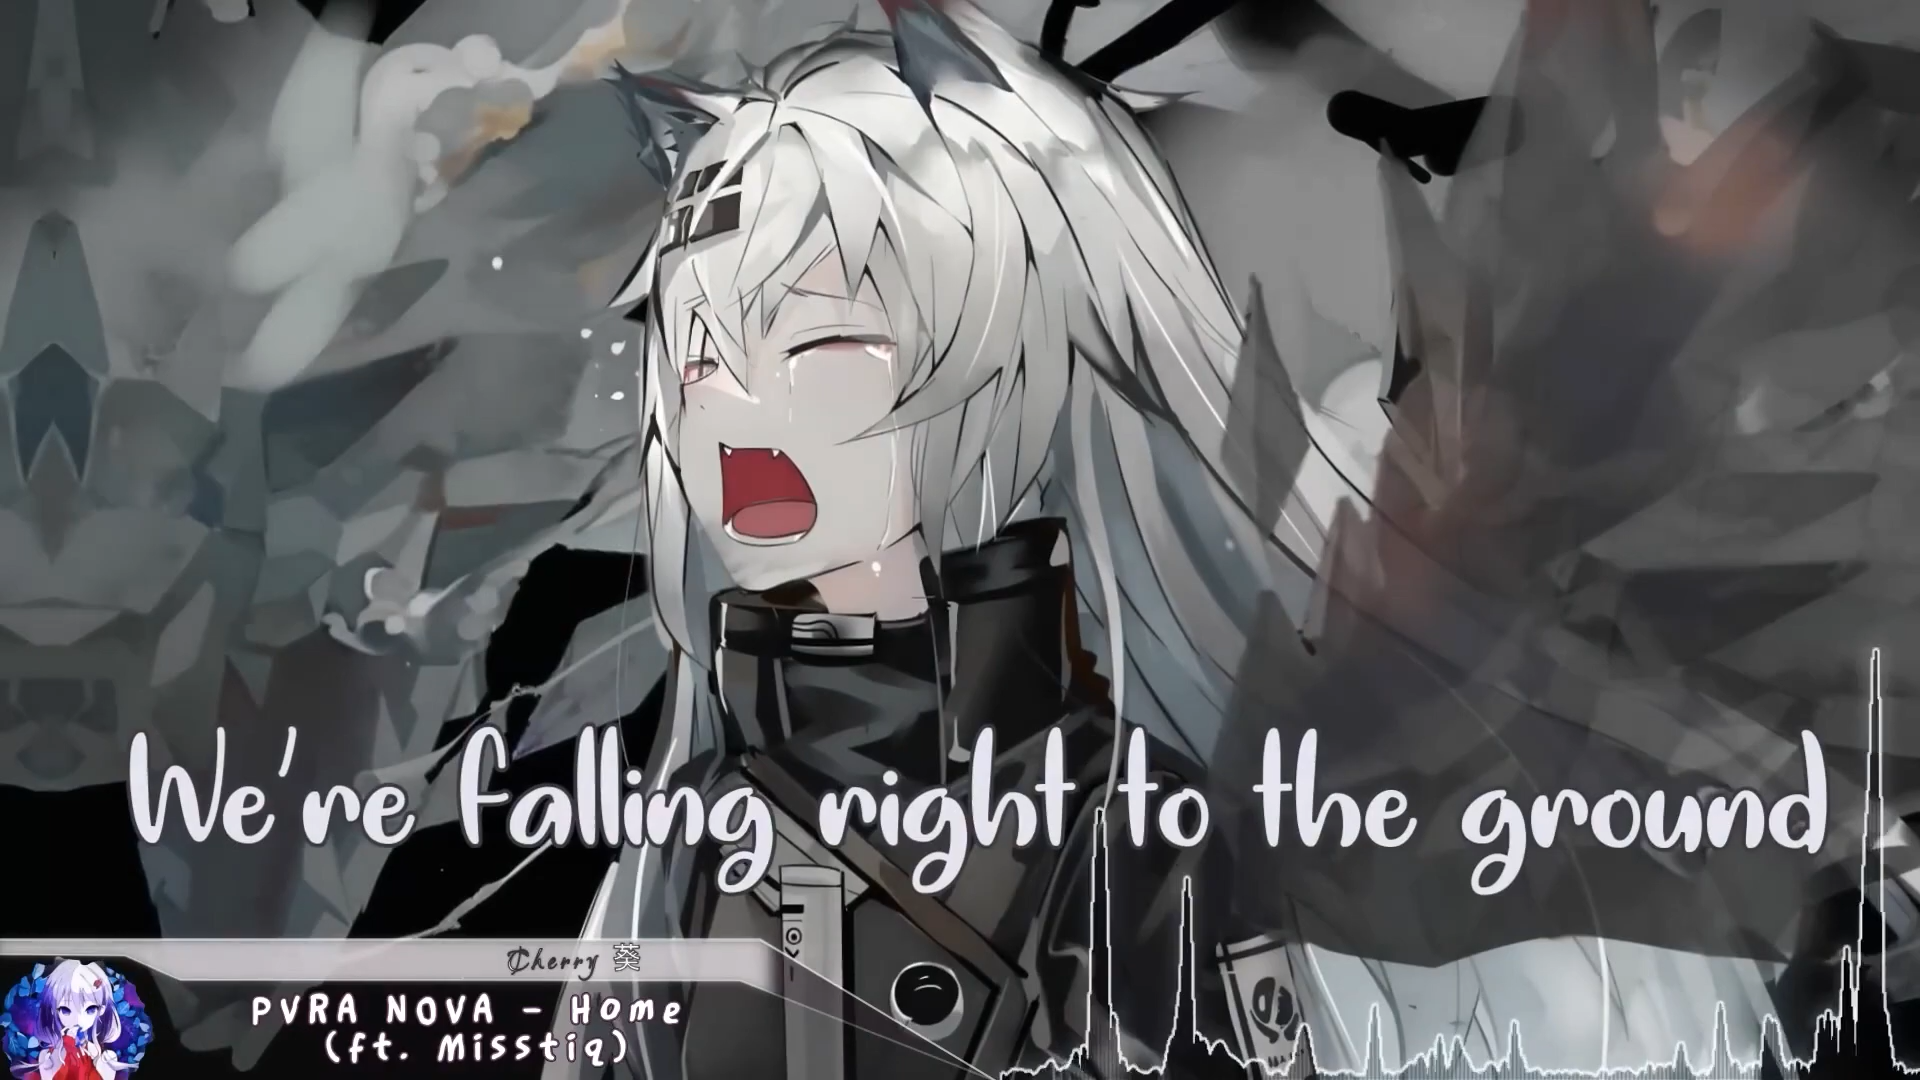 We're falling right to the ground
Cherry 葵
PVRA NOVA - Home
(ft. Misstiq)